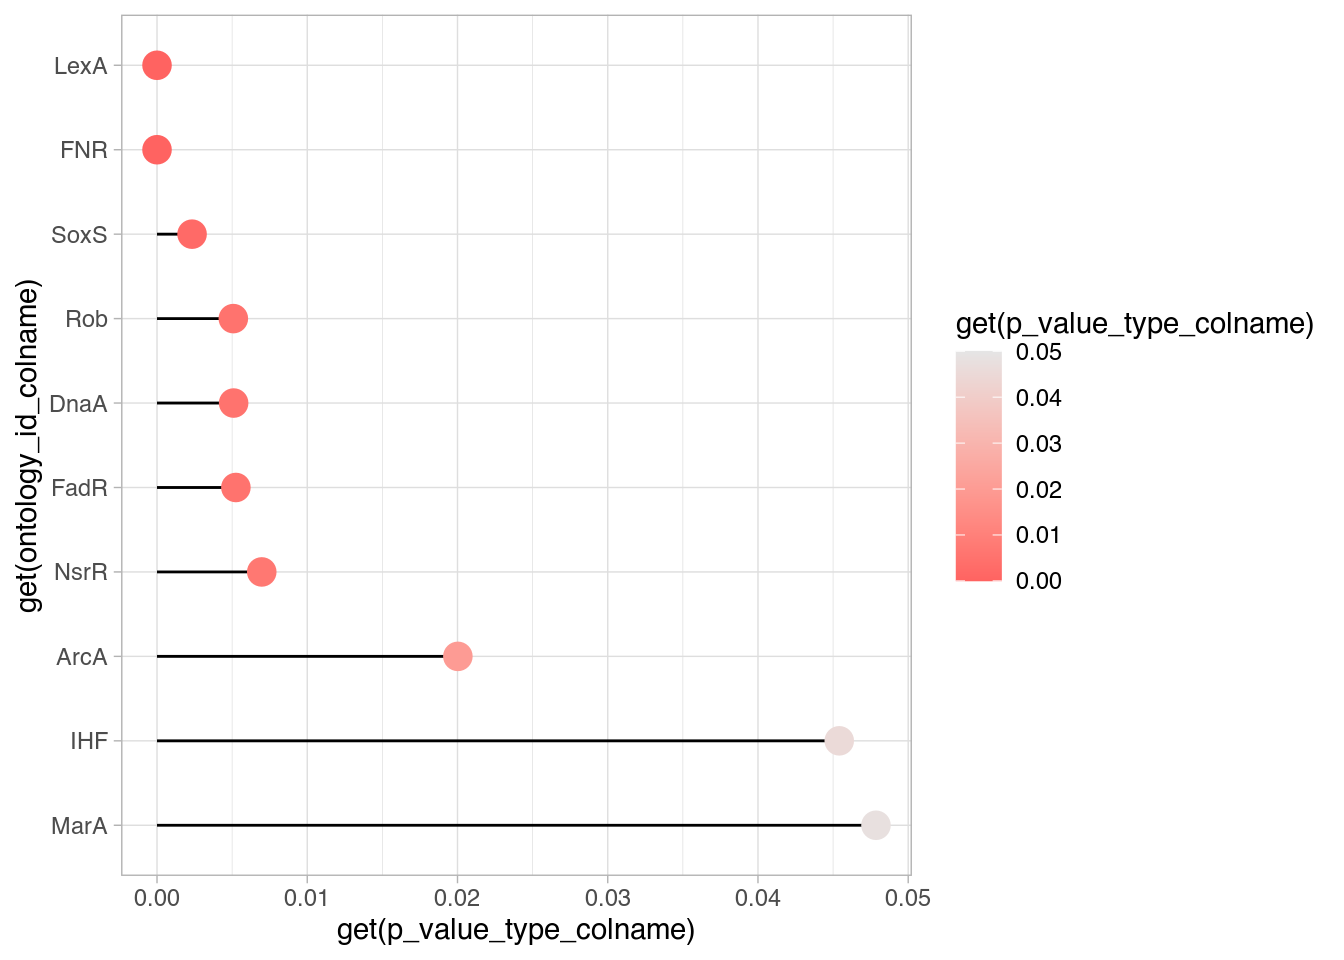 LexA
FNR
SoxS
Rob
DnaA
FadR
NsrR
ArcA
IHF
MarA
get(ontology_id_colname)
0.00 0.01 0.02 0.03 0.04 0.05
get(p_value_type_colname)
get(p_value_type_colname)
0.05
0.04
0.03
0.02
0.01
0.00